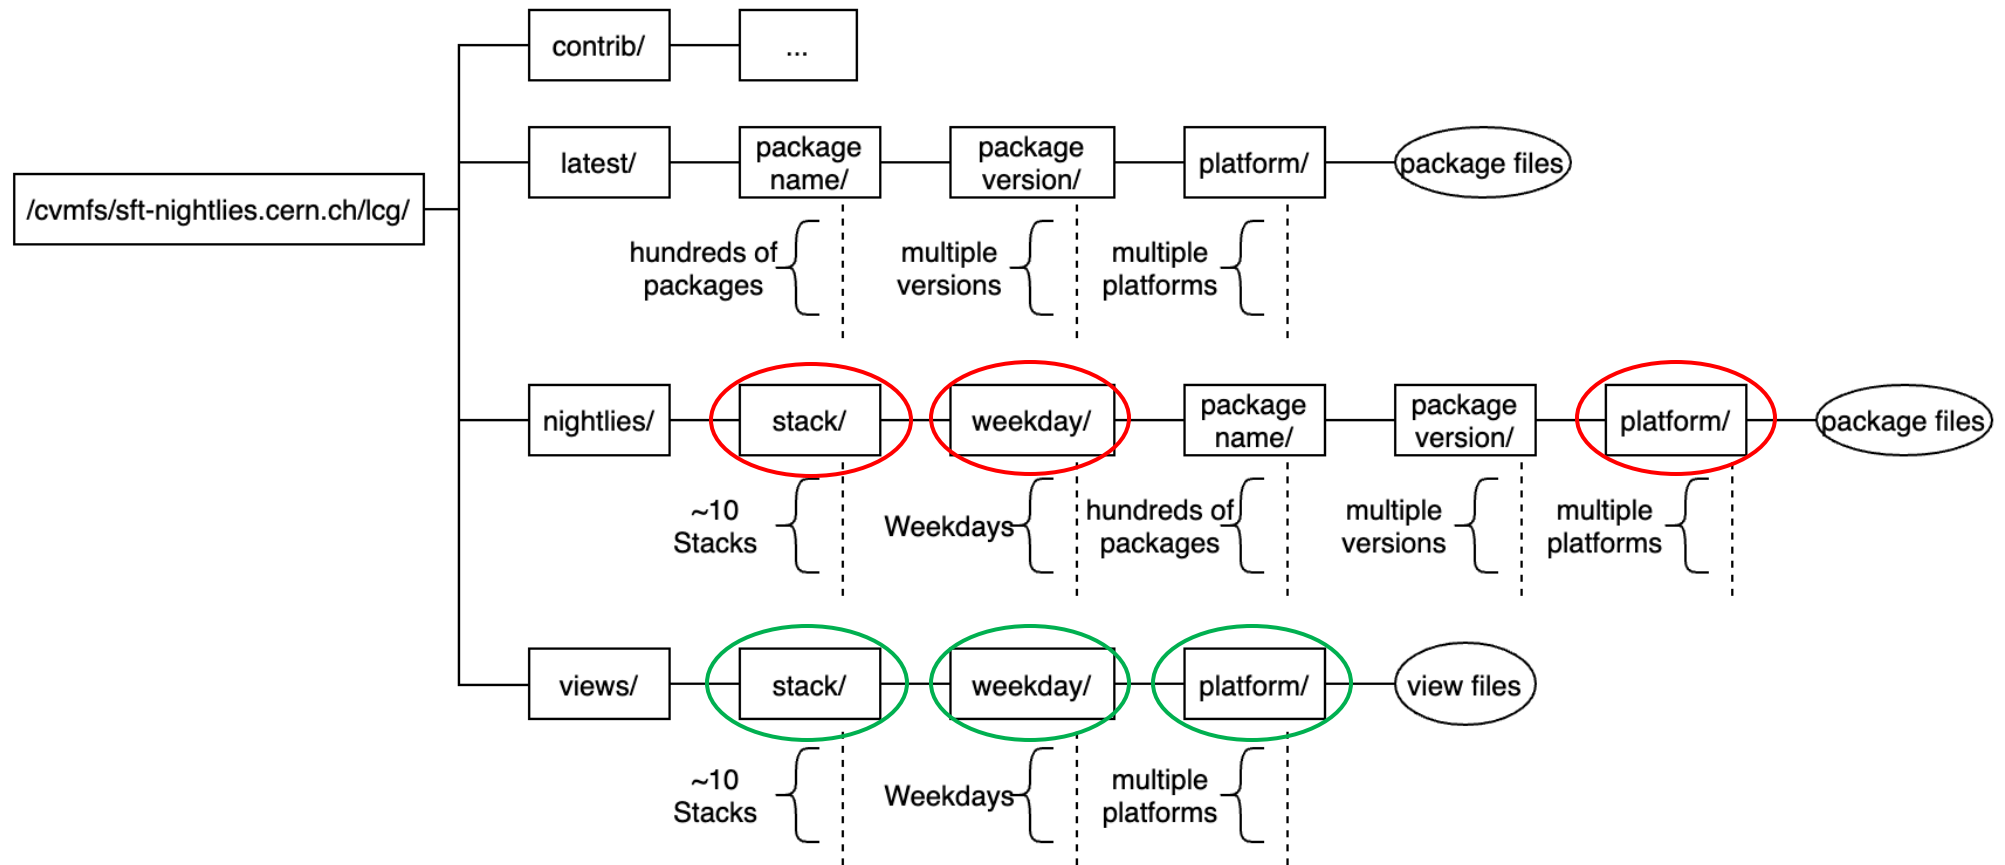 contrib/
...
latest/
package
name/
package
version/
platform/
package files
/cvmfs/sft-nightlies.cern.ch/lcg/
hundreds of
packages
multiple
versions
multiple
platforms
nightlies/
stack/
weekday/
package
name/
package
version/
platform/
package files
~10
Stacks
Weekdays
hundreds of
packages
multiple
versions
multiple
platforms
views/
stack/
weekday/
platform/
view files
~10
Stacks
Weekdays
multiple
platforms